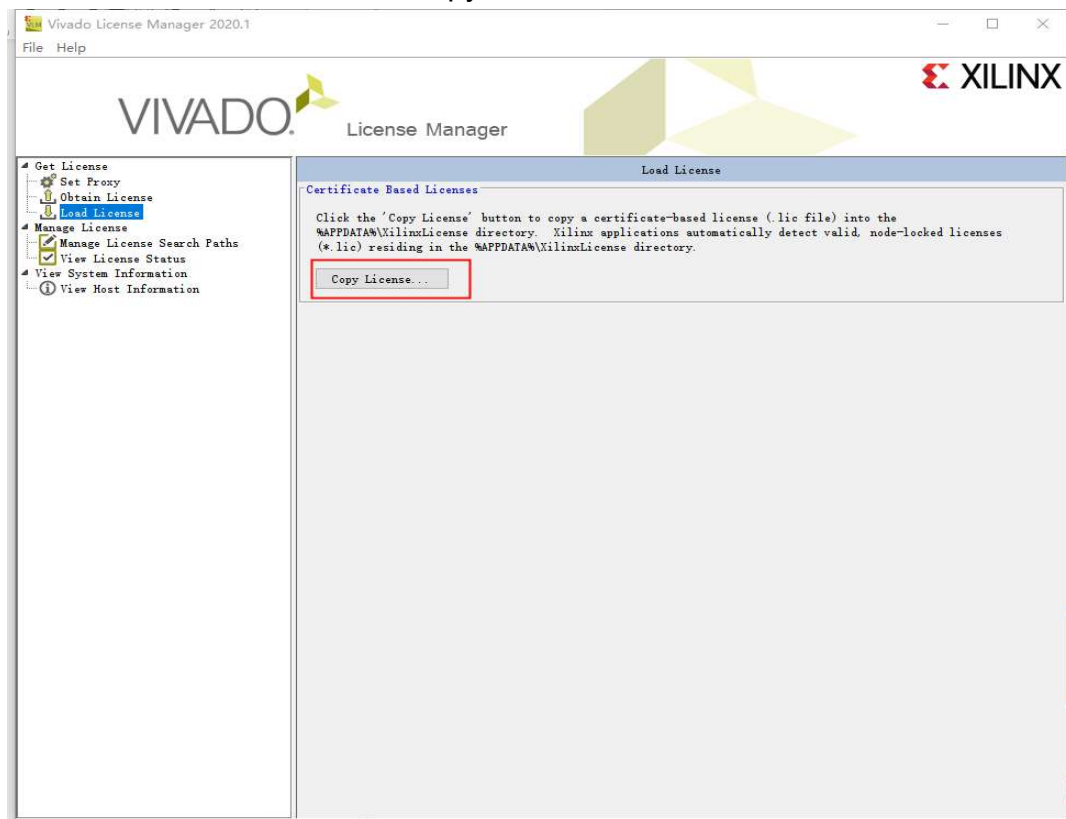 Vivado License Manager 2020.1
File Help
XILINX
VIVADO.
License Manager
Get License
Set Proxy
Obtain License
Load License
Manage License
Manage License Search Paths
View License Status
View System Information
View Host Information
Load License
Certificate Based Licenses
Click the 'Copy License' button to copy a certificate-based license (.lic file) into the
%APPDATA%\XilinxLicense directory. Xilinx applications automatically detect valid, node-locked licenses
(*.lic) residing in the %APPDATA%\XilinxLicense directory.
Copy License...